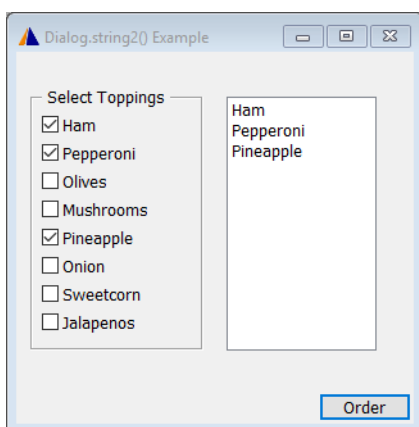 Dialog.string2() Example
Select Toppings
Ham
Pepperoni
Olives
Mushrooms
Pineapple
Onion
Sweetcorn
Jalapenos
Ham
Pepperoni
Pineapple
Order